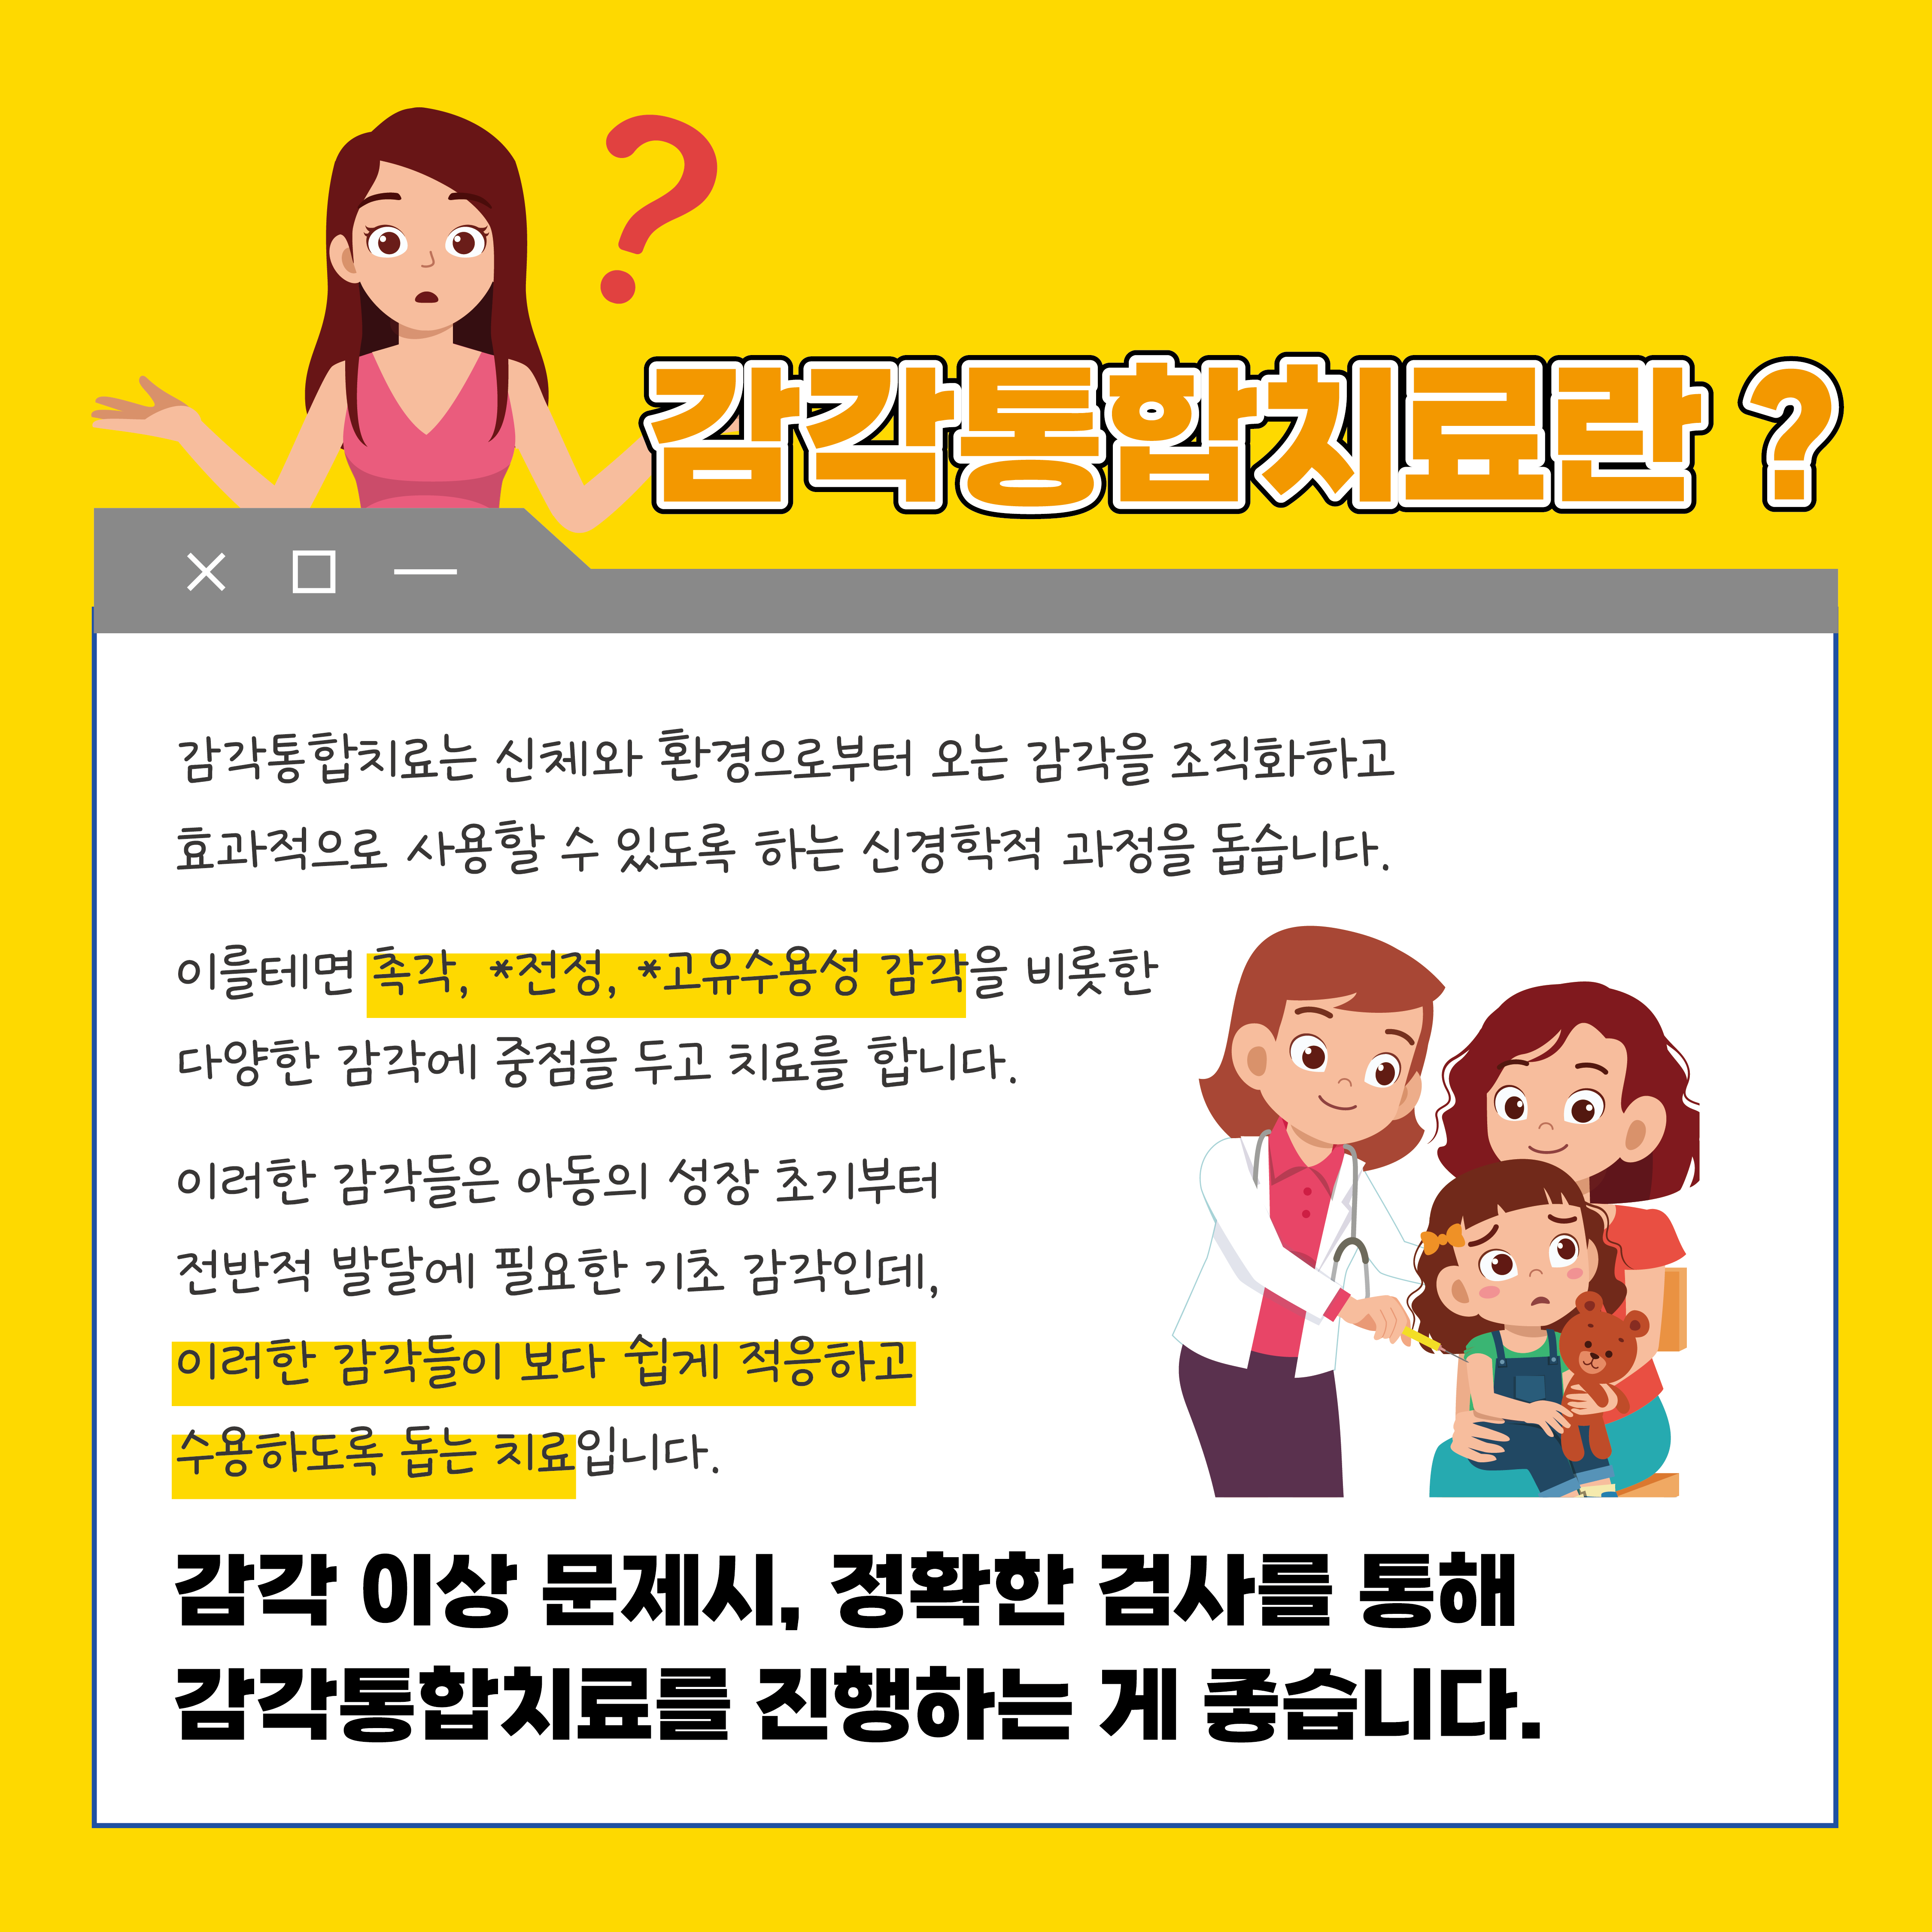 ?
감각통합치료란 ?
감각통합치료는 신체와 환경으로부터 오는 감각을 조직화하고
효과적으로 사용할 수 있도록 하는 신경학적 과정을 돕습니다.
이를테면 촉각, *전정, *고유수용성 감각을 비롯한
다양한 감각에 중점을 두고 치료를 합니다.
이러한 감각들은 아동의 성장 초기부터
전반적 발달에 필요한 기초 감각인데,
이러한 감각들이 보다 쉽게 적응하고
수용하도록 돕는 치료입니다.
감각 이상 문제시, 정확한 검사를 통해
감각통합치료를 진행하는 게 좋습니다.